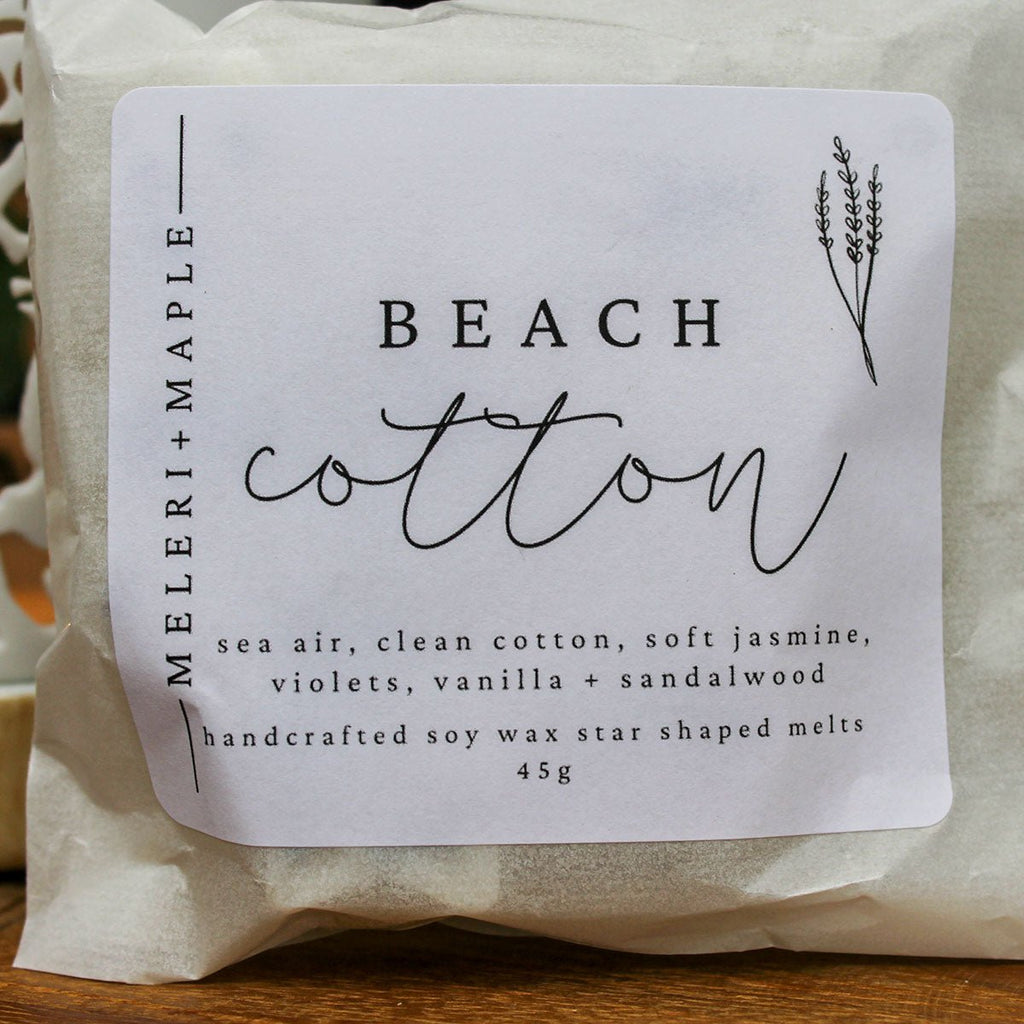 MELERI+MAPLE
BEACH
cotton
sea air, clean cotton, soft jasmine,
violets, vanilla + sandalwood
handcrafted soy wax star shaped melts
45g